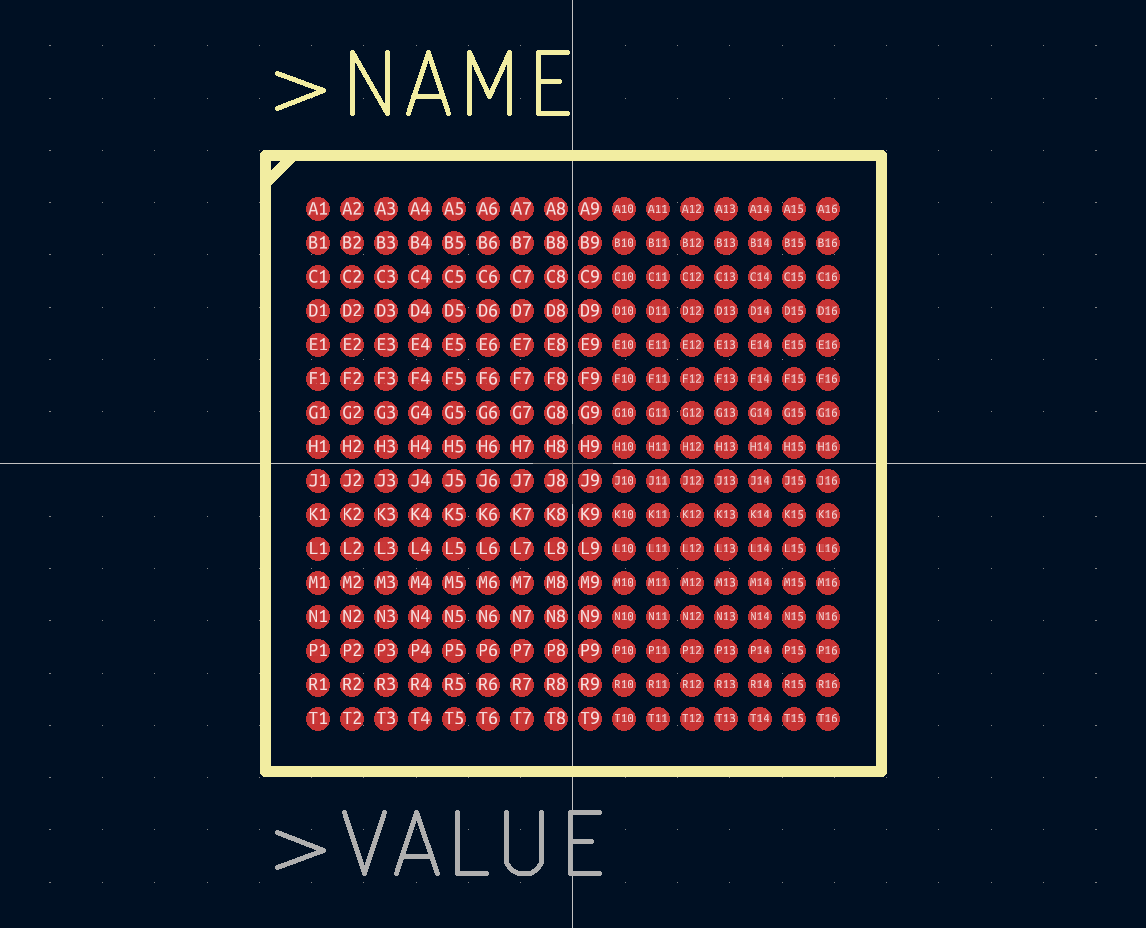 >NAME
A1 A2 A3 A4 A5 A6 A7 A8 A9 A10 A11 A12 A13 A14 A15 A16
B1 B2 B3 B4 B5 B6 B7 B8 B9 B10 B11 B12 B13 B14 B15 B16
C1 C2 C3 C4 C5 C6 C7 C8 C9 C10 C11 C12 C13 C14 C15 C16
D1 D2 D3 D4 D5 D6 D7 D8 D9 D10 D11 D12 D13 D14 D15 D16
E1 E2 E3 E4 E5 E6 E7 E8 E9 E10 E11 E12 E13 E14 E15 E16
F1 F2 F3 F4 F5 F6 F7 F8 F9 F10 F11 F12 F13 F14 F15 F16
G1 G2 G3 G4 G5 G6 G7 G8 G9 G10 G11 G12 G13 G14 G15 G16
H1 H2 H3 H4 H5 H6 H7 H8 H9 H10 H11 H12 H13 H14 H15 H16
J1 J2 J3 J4 J5 J6 J7 J8 J9 J10 J11 J12 J13 J14 J15 J16
K1 K2 K3 K4 K5 K6 K7 K8 K9 K10 K11 K12 K13 K14 K15 K16
L1 L2 L3 L4 L5 L6 L7 L8 L9 L10 L11 L12 L13 L14 L15 L16
M1 M2 M3 M4 M5 M6 M7 M8 M9 M10 M11 M12 M13 M14 M15 M16
N1 N2 N3 N4 N5 N6 N7 N8 N9 N10 N11 N12 N13 N14 N15 N16
P1 P2 P3 P4 P5 P6 P7 P8 P9 P10 P11 P12 P13 P14 P15 P16
R1 R2 R3 R4 R5 R6 R7 R8 R9 R10 R11 R12 R13 R14 R15 R16
T1 T2 T3 T4 T5 T6 T7 T8 T9 T10 T11 T12 T13 T14 T15 T16
>VALUE